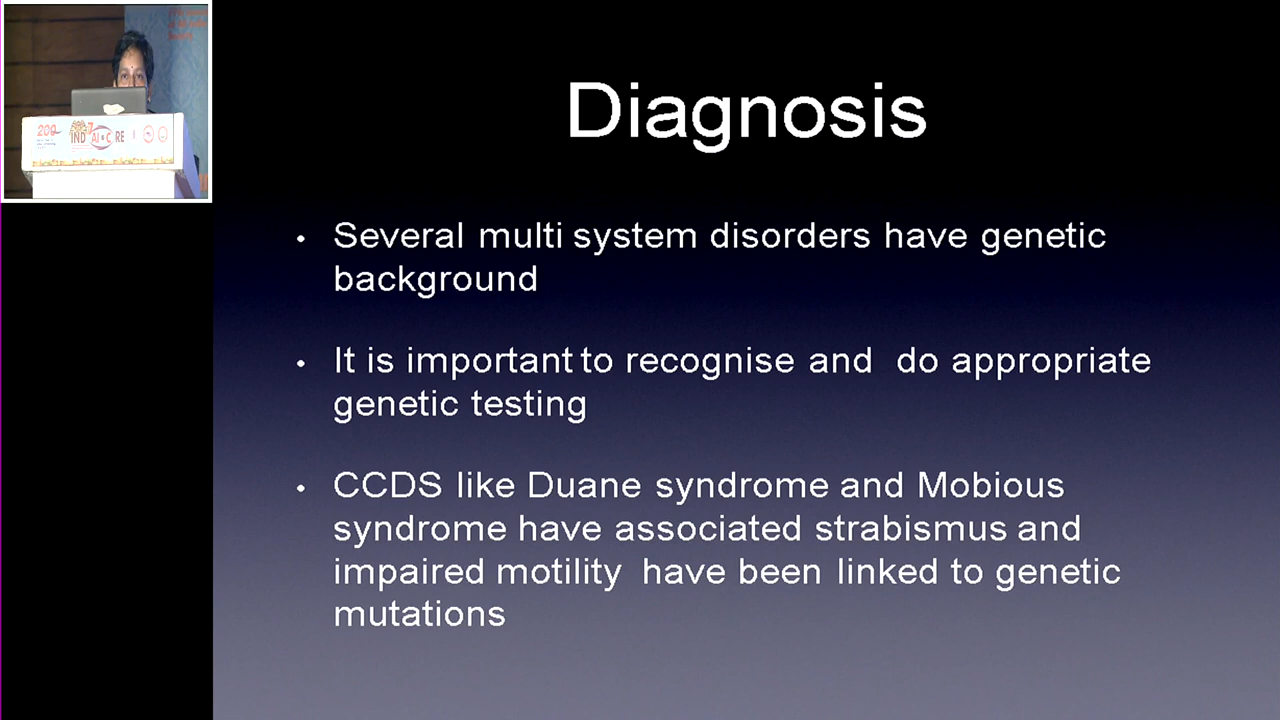 Diagnosis
• Several multi system disorders have genetic
background
• It is important to recognise and do appropriate
genetic testing
• CCDS like Duane syndrome and Mobious
syndrome have associated strabismus and
impaired motility have been linked to genetic
mutations
200